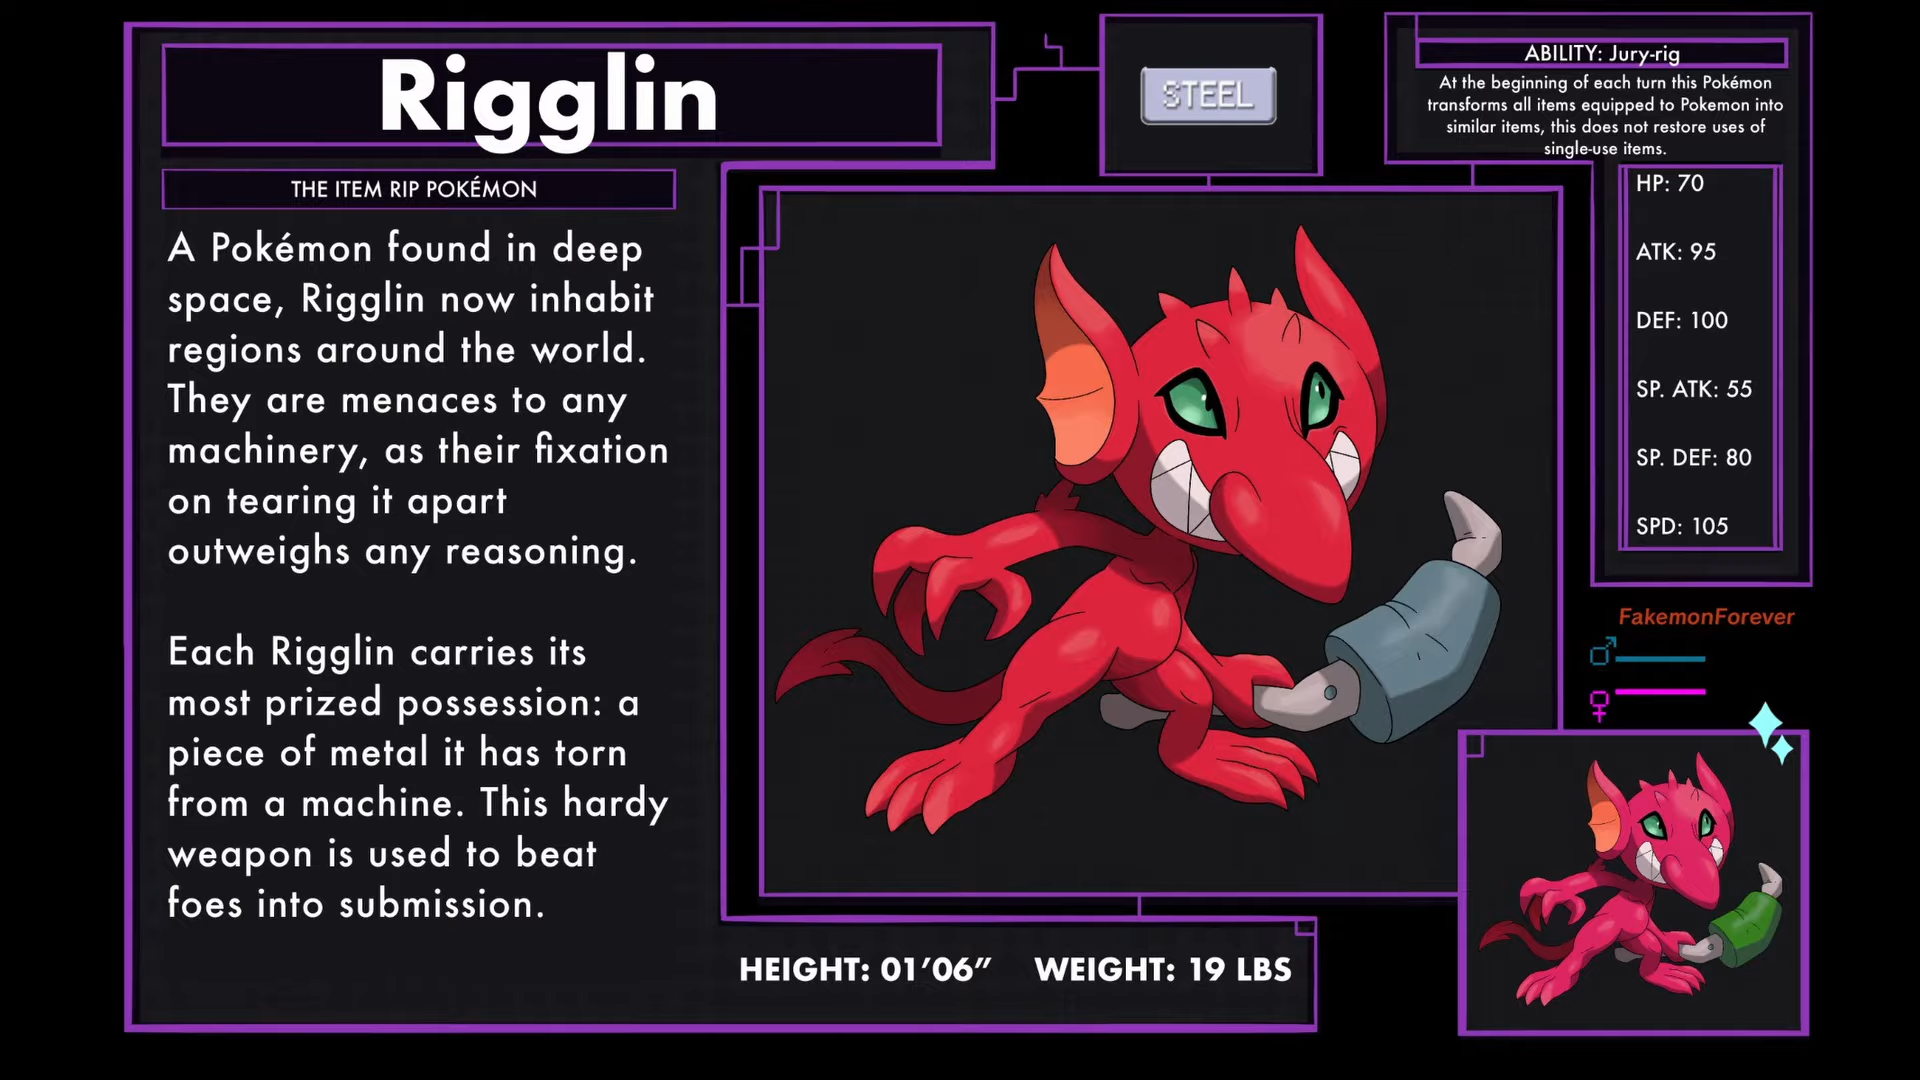 Rigglin
THE ITEM RIP POKÉMON
A Pokémon found in deep
space, Rigglin now inhabit
regions around the world.
They are menaces to any
machinery, as their fixation
on tearing it apart
outweighs any reasoning.
Each Rigglin carries its
most prized possession: a
piece of metal it has torn
from a machine. This hardy
weapon is used to beat
foes into submission.
STEEL
ABILITY: Jury-rig
At the beginning of each turn this Pokémon
transforms all items equipped to Pokemon into
similar items, this does not restore uses of
single-use items.
HP: 70
ATK: 95
DEF: 100
SP. ATK: 55
SP. DEF: 80
SPD: 105
FakemonForever
HEIGHT: 01’06” WEIGHT: 19 LBS